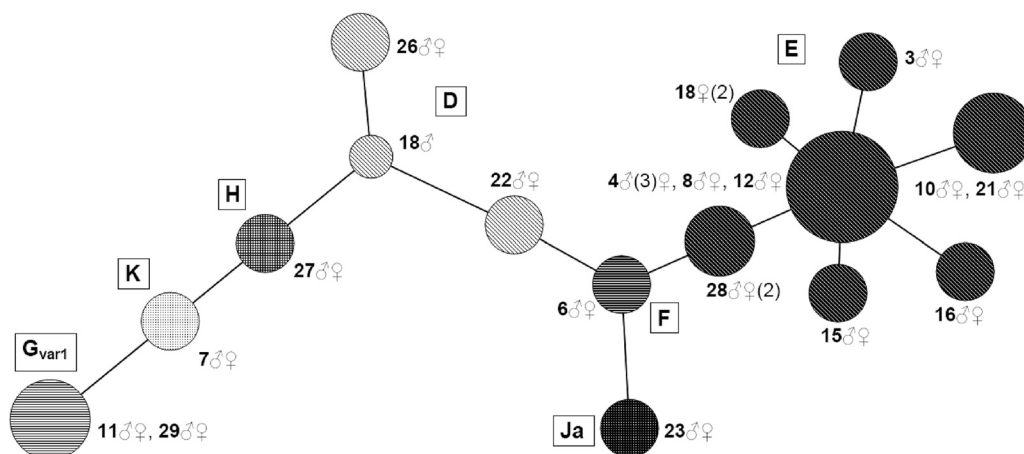 26♂♀
E
3♂♀
D
18♀(2)
18♂
22♂♀
4♂(3)♀, 8♂♀, 12♂♀
10♂♀, 21♂♀
H
27♂♀
K
28♂♀(2)
6♂♀
F
16♂♀
15♂♀
Gvar1
7♂♀
11♂♀, 29♂♀
Ja
23♂♀